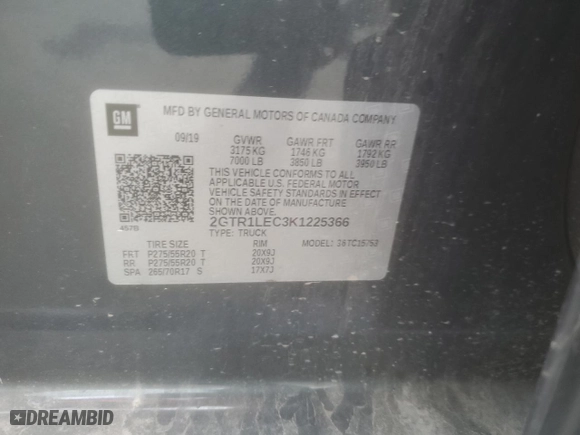 GM
MFD BY GENERAL MOTORS OF CANADA COMPANY
09/19 GVWR GAWR FRT GAWR RR
3175 KG 1746 KG 1792 KG
7000 LB 3850 LB 3950 LB
THIS VEHICLE CONFORMS TO ALL
APPLICABLE U.S. FEDERAL MOTOR
VEHICLE SAFETY STANDARDS IN EFFECT
ON THE DATE OF MANUFACTURE
SHOWN ABOVE.
2GTR1LEC3K1225366
TYPE: TRUCK
TIRE SIZE RIM MODEL:
FRT P275/55R20 T 20X9J
RR P275/55R20 T 20X9J
SPA 265/70R17 S 17X7J
DREAMBID